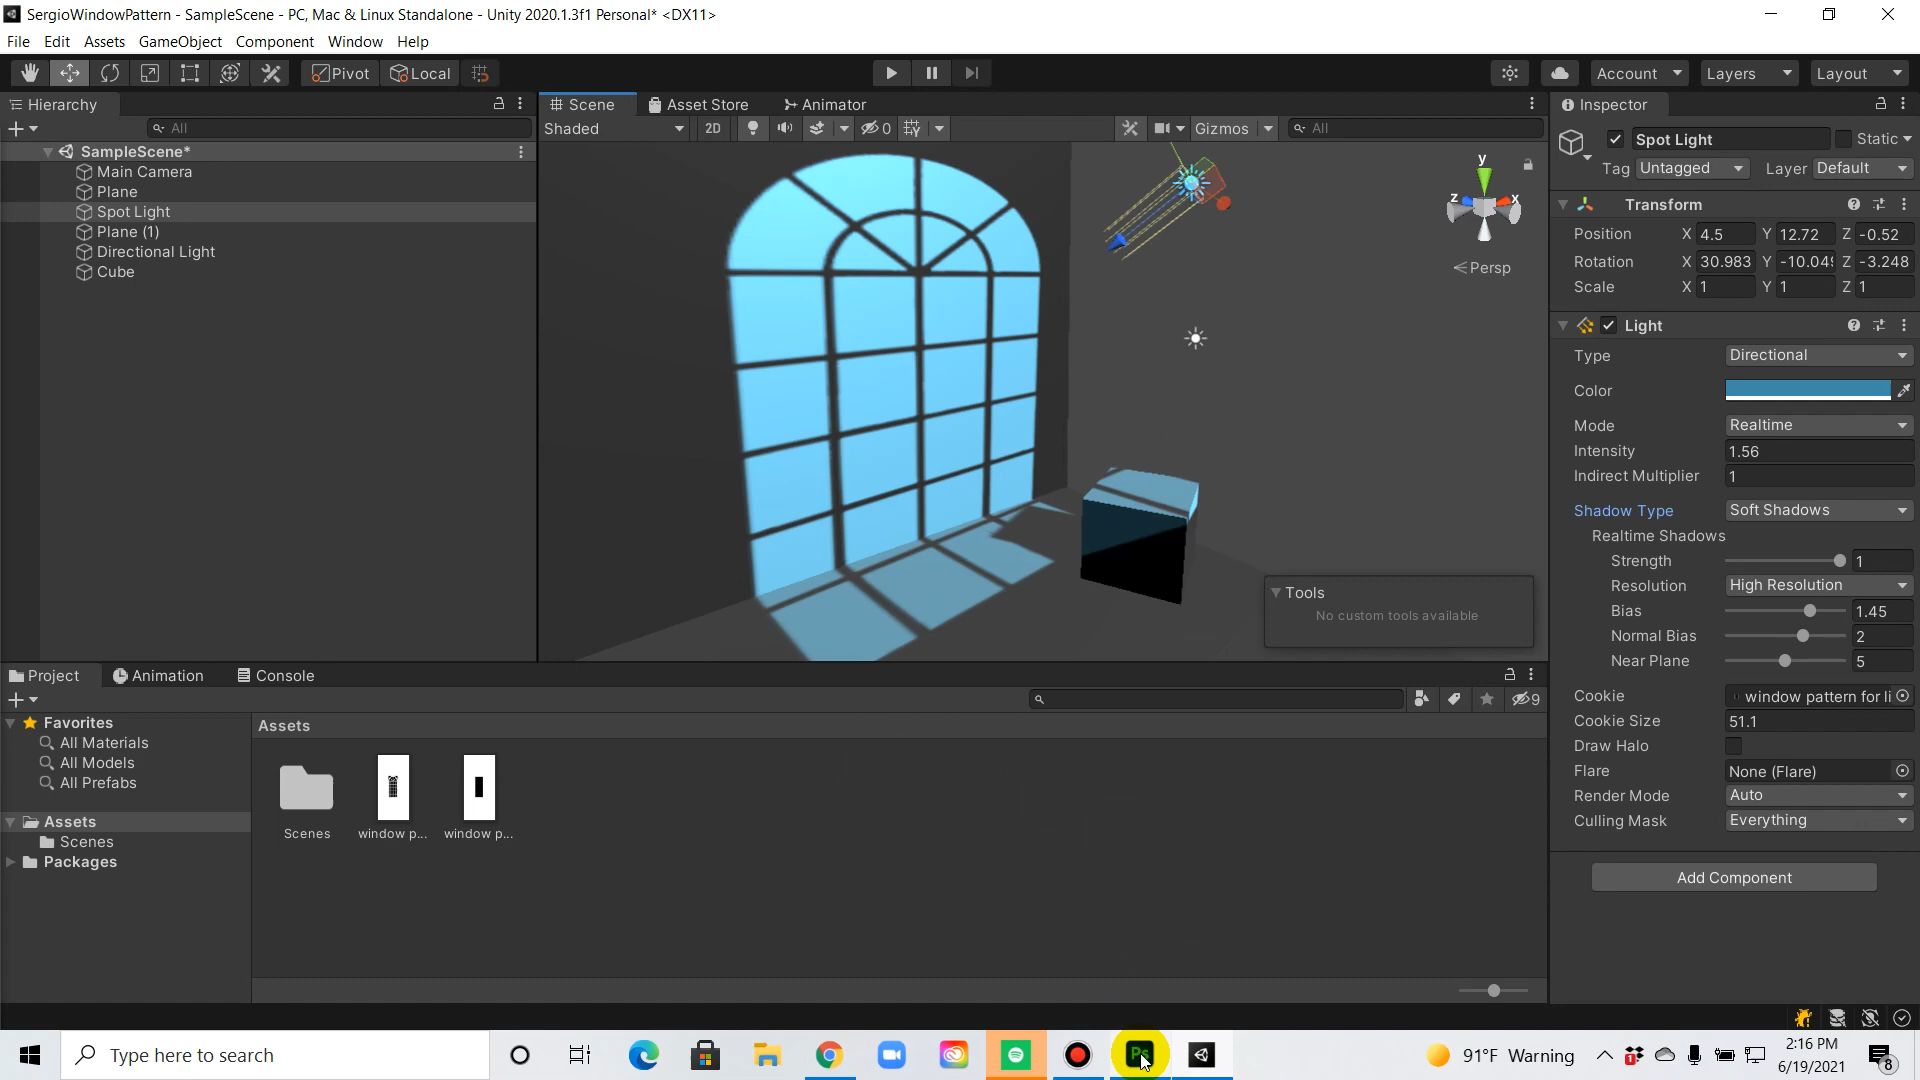 SergioWindowPattern - SampleScene - PC, Mac & Linux Standalone - Unity 2020.1.3f1 Personal* <DX11>
File Edit Assets GameObject Component Window Help
Pivot Local Account Layers Layout
Hierarchy
All
SampleScene*
Main Camera
Plane
Spot Light
Plane (1)
Directional Light
Cube
Scene Asset Store Animator
Shaded 2D 0 Gizmos All
y
z x
Persp
Tools
No custom tools available
Inspector
Spot Light Static
Tag Untagged Layer Default
Transform
Position X 4.5 Y 12.72 Z -0.52
Rotation X 30.983 Y -10.049 Z -3.248
Scale X 1 Y 1 Z 1
Light
Type Directional
Color
Mode Realtime
Intensity 1.56
Indirect Multiplier 1
Shadow Type Soft Shadows
Realtime Shadows
Strength 1
Resolution High Resolution
Bias 1.45
Normal Bias 2
Near Plane 5
Cookie window pattern for li
Cookie Size 51.1
Draw Halo
Flare None (Flare)
Render Mode Auto
Culling Mask Everything
Add Component
Project Animation Console
9
Favorites
All Materials
All Models
All Prefabs
Assets
Scenes
Packages
Assets
Scenes window p... window p...
Type here to search
Ps
91°F Warning
1
2:16 PM
6/19/2021
8